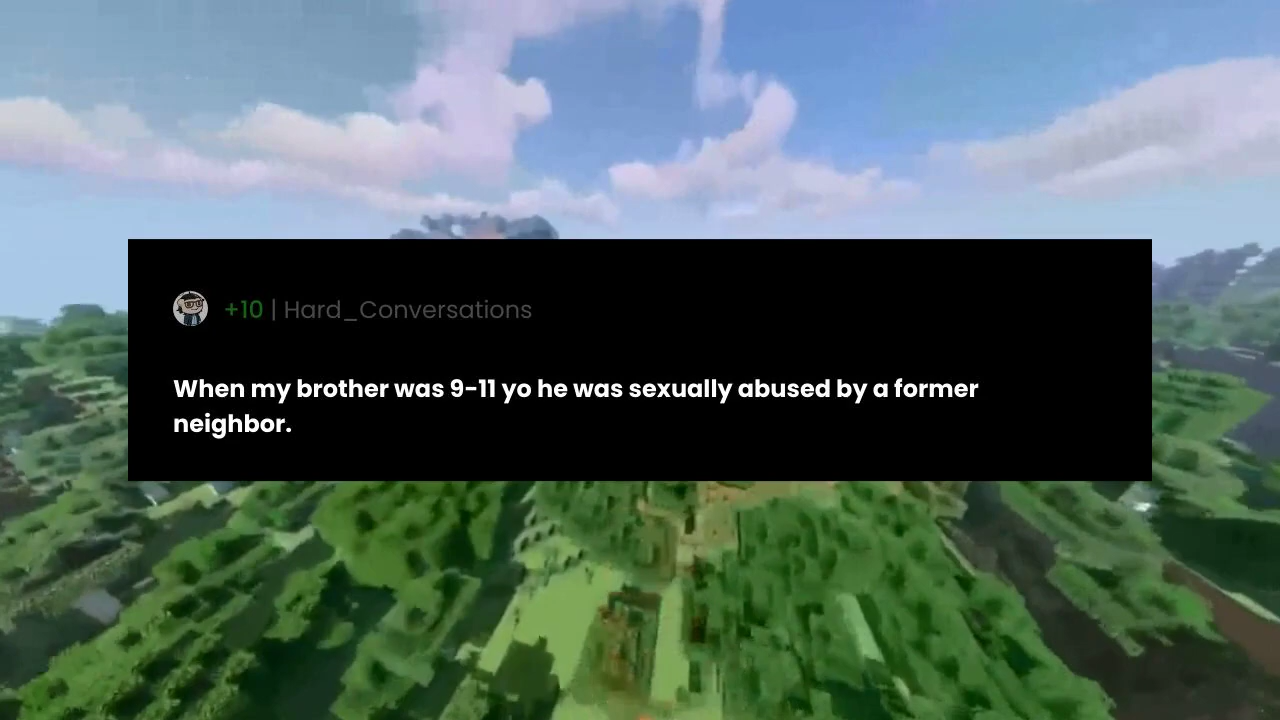 +10 | Hard_Conversations
When my brother was 9-11 yo he was sexually abused by a former
neighbor.